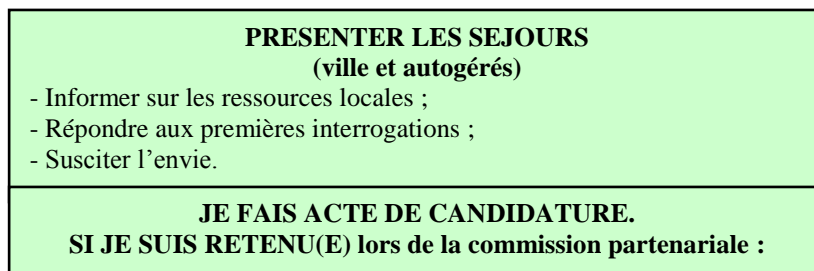 PRESENTER LES SEJOURS
(ville et autogérés)
- Informer sur les ressources locales ;
- Répondre aux premières interrogations ;
- Susciter l’envie.
JE FAIS ACTE DE CANDIDATURE.
SI JE SUIS RETENU(E) lors de la commission partenariale :